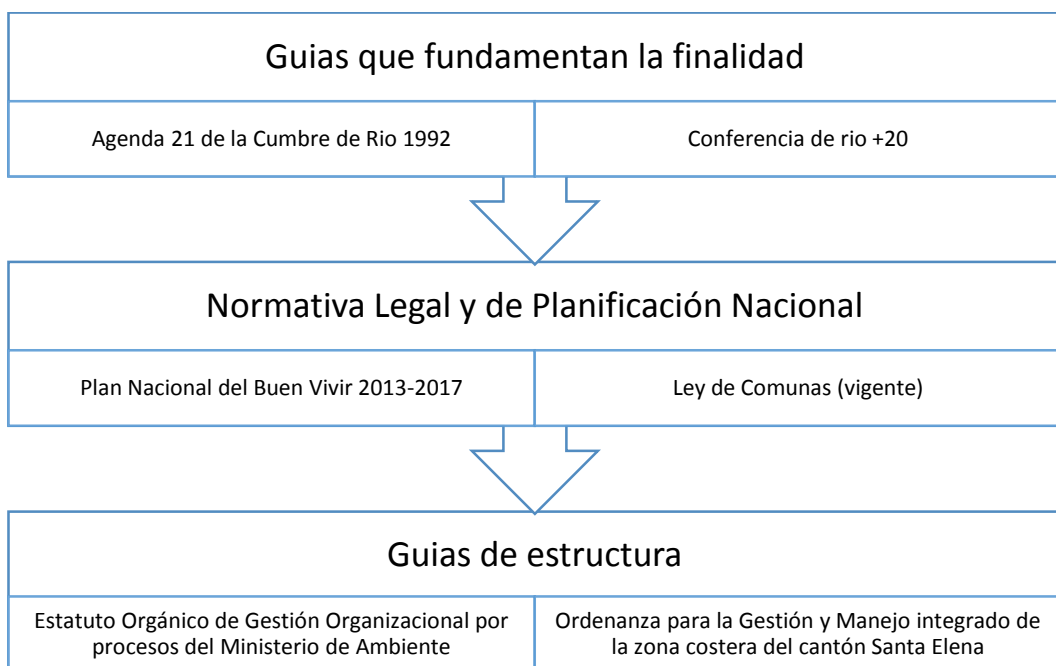 Guias que fundamentan la finalidad
Agenda 21 de la Cumbre de Rio 1992
Conferencia de rio +20
Normativa Legal y de Planificación Nacional
Plan Nacional del Buen Vivir 2013-2017
Ley de Comunas (vigente)
Guias de estructura
Estatuto Orgánico de Gestión Organizacional por
procesos del Ministerio de Ambiente
Ordenanza para la Gestión y Manejo integrado de
la zona costera del cantón Santa Elena